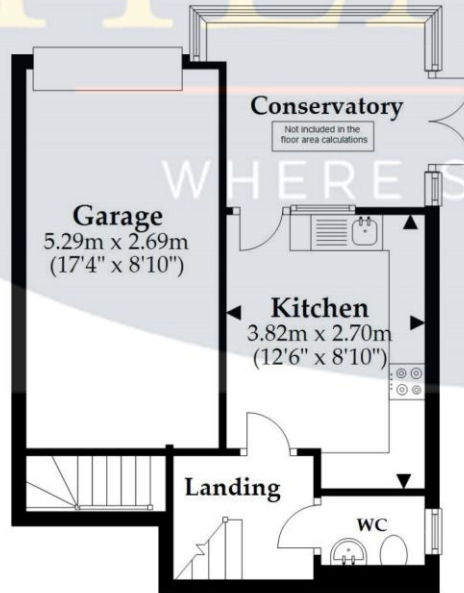 Conservatory
Not included in the
floor area calculations
WHERE S
Garage
5.29m x 2.69m
(17'4" x 8'10")
Kitchen
3.82m x 2.70m
(12'6" x 8'10")
Landing
WC